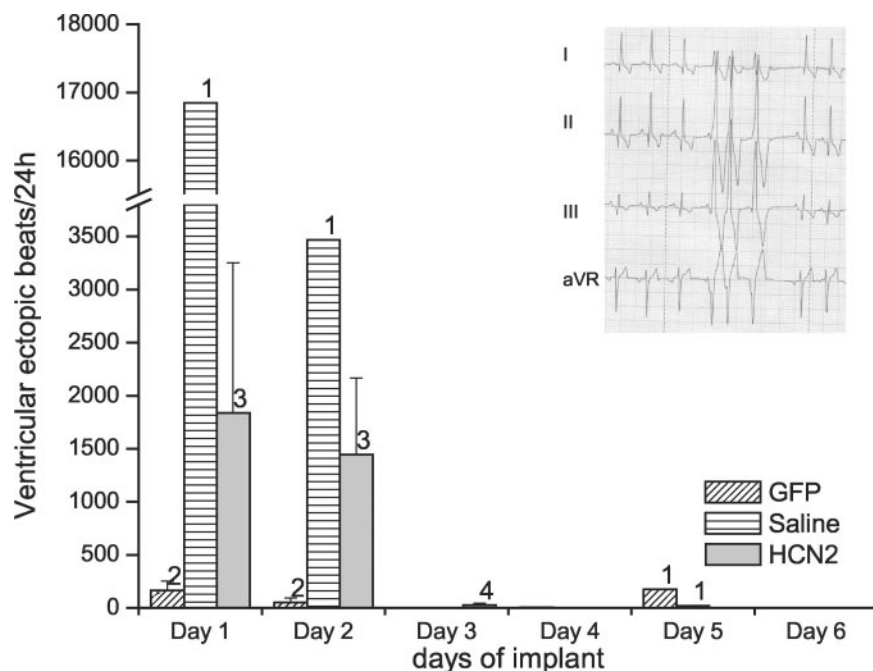 18000
17000
16000
3500
3000
2500
2000
1500
1000
500
0
Ventricular ectopic beats/24h
1
1
3
3
2
2
4
1
1
Day 1
Day 2
Day 3
Day 4
Day 5
Day 6
days of implant
I
II
III
aVR
GFP
Saline
HCN2